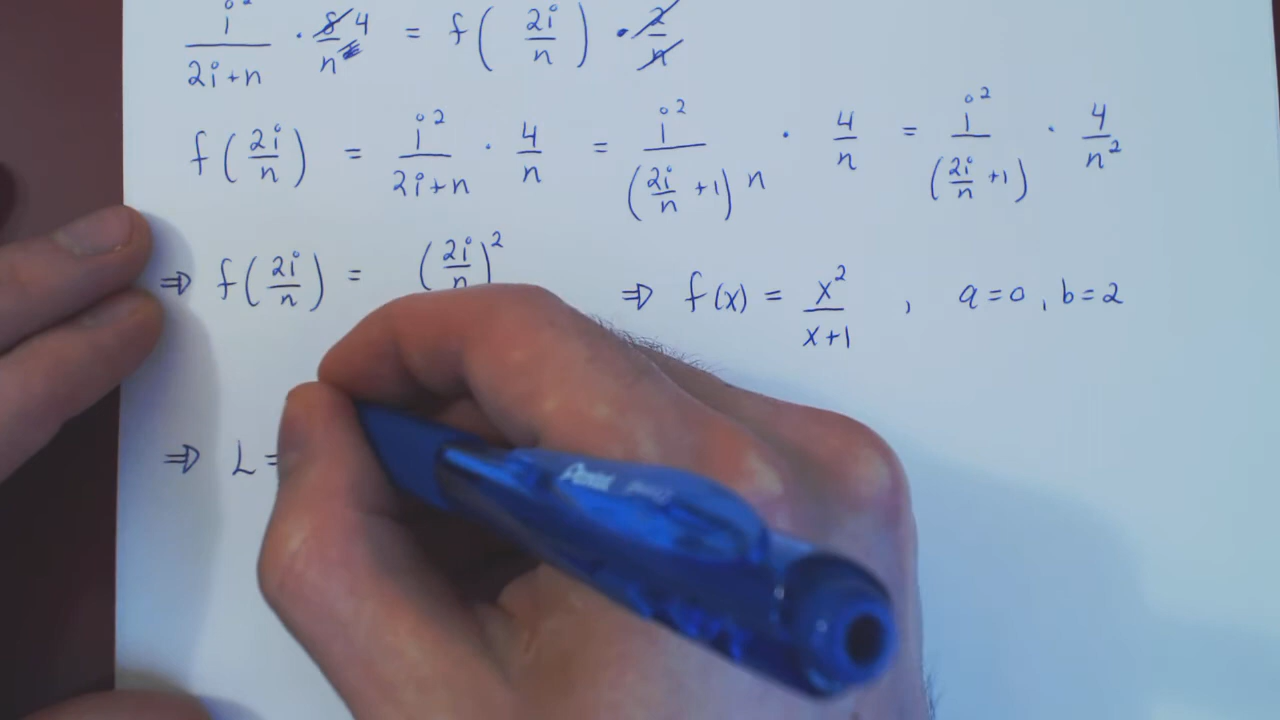 i² / (2i+n) · 8 4 / n² = f( 2i/n ) · 2/n
f( 2i/n ) = i² / (2i+n) · 4/n = i² / ((2i/n +1) n) · 4/n = i² / (2i/n +1) · 4/n²
⇒ f( 2i/n ) = (2i/n)² ⇒ f(x) = x² / (x+1) , a=0, b=2
⇒ L =
Pentel